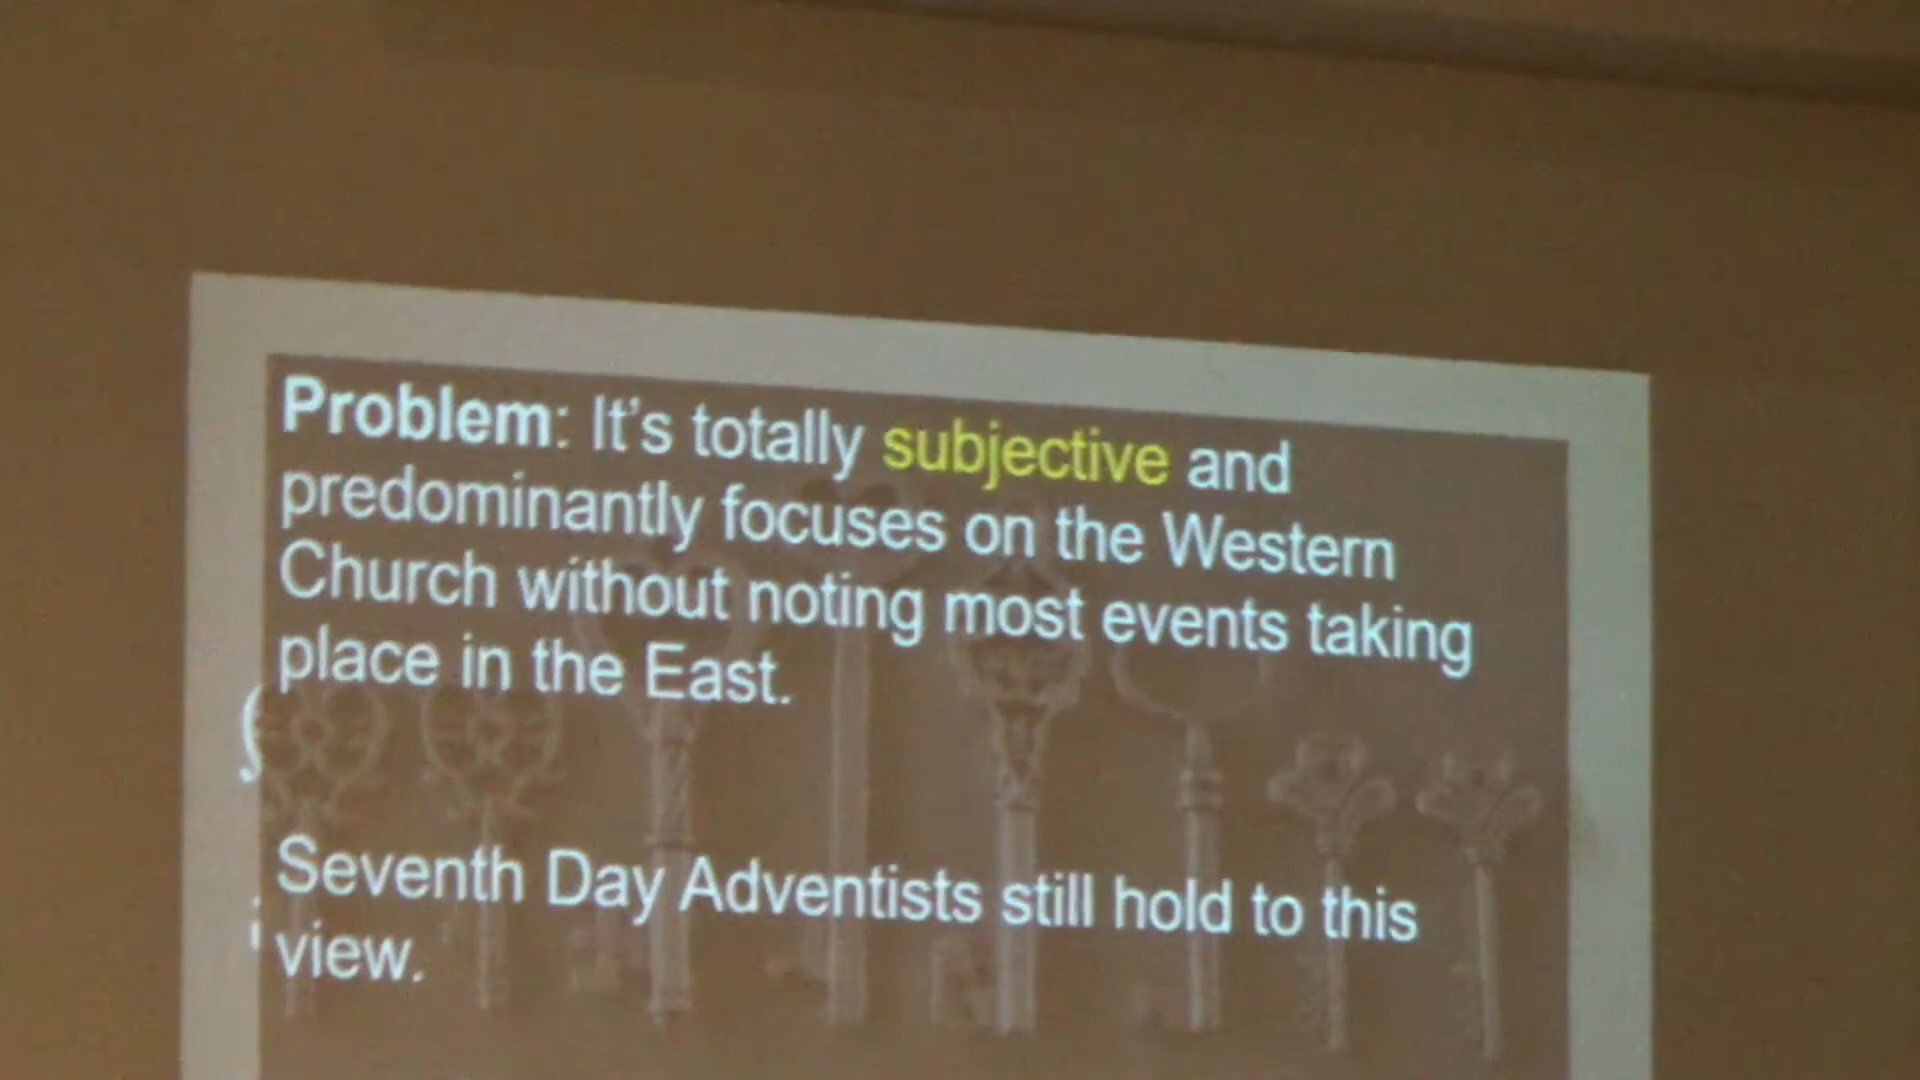 Problem: It's totally subjective and
predominantly focuses on the Western
Church without noting most events taking
place in the East.
Seventh Day Adventists still hold to this
view.